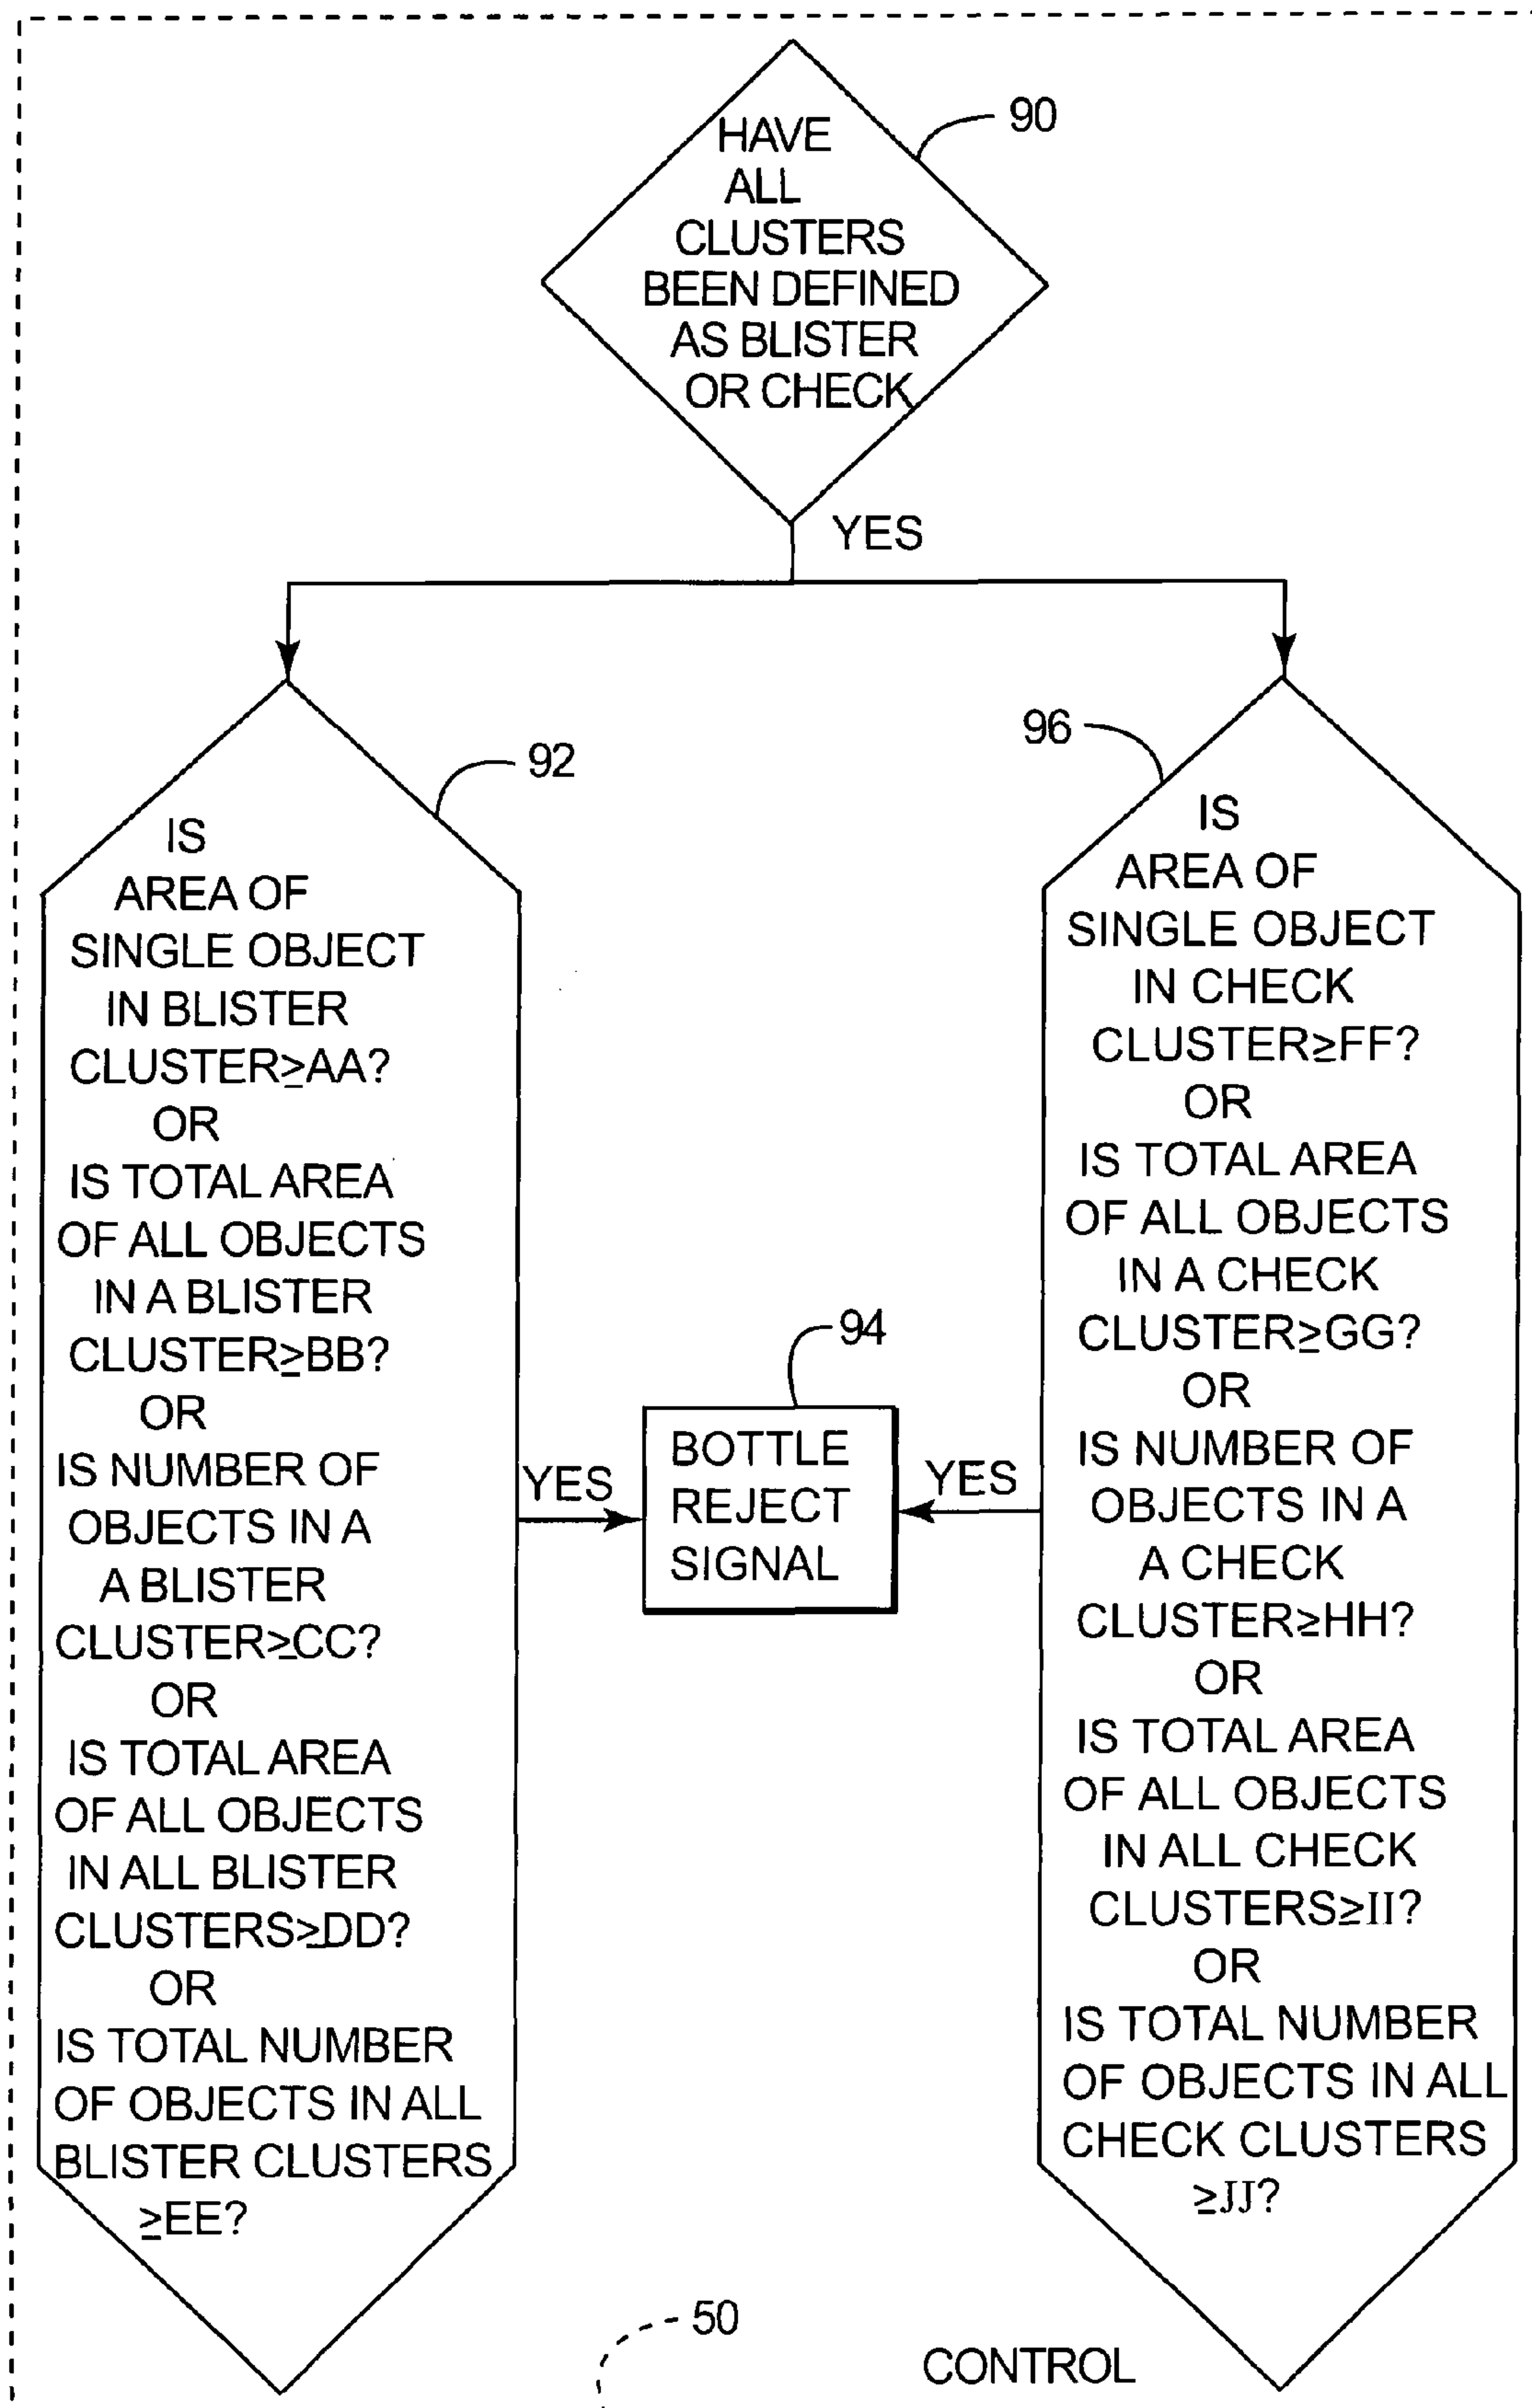 HAVE
ALL
CLUSTERS
BEEN DEFINED
AS BLISTER
OR CHECK
90
YES
92
IS
AREA OF
SINGLE OBJECT
IN BLISTER
CLUSTER≥AA?
OR
IS TOTAL AREA
OF ALL OBJECTS
IN A BLISTER
CLUSTER≥BB?
OR
IS NUMBER OF
OBJECTS IN A
A BLISTER
CLUSTER≥CC?
OR
IS TOTAL AREA
OF ALL OBJECTS
IN ALL BLISTER
CLUSTERS≥DD?
OR
IS TOTAL NUMBER
OF OBJECTS IN ALL
BLISTER CLUSTERS
≥EE?
YES
94
BOTTLE
REJECT
SIGNAL
YES
96
IS
AREA OF
SINGLE OBJECT
IN CHECK
CLUSTER≥FF?
OR
IS TOTAL AREA
OF ALL OBJECTS
IN A CHECK
CLUSTER≥GG?
OR
IS NUMBER OF
OBJECTS IN A
A CHECK
CLUSTER≥HH?
OR
IS TOTAL AREA
OF ALL OBJECTS
IN ALL CHECK
CLUSTERS≥II?
OR
IS TOTAL NUMBER
OF OBJECTS IN ALL
CHECK CLUSTERS
≥JJ?
50
CONTROL